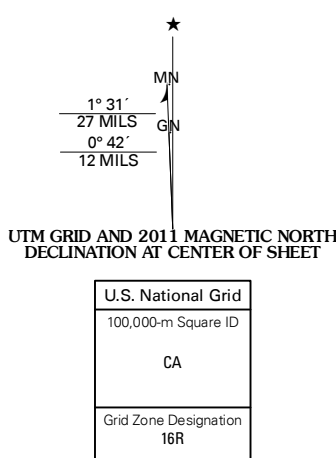 ★
MN
1° 31´
27 MILS
GN
0° 42´
12 MILS
UTM GRID AND 2011 MAGNETIC NORTH
DECLINATION AT CENTER OF SHEET
U.S. National Grid
100,000-m Square ID
CA
Grid Zone Designation
16R